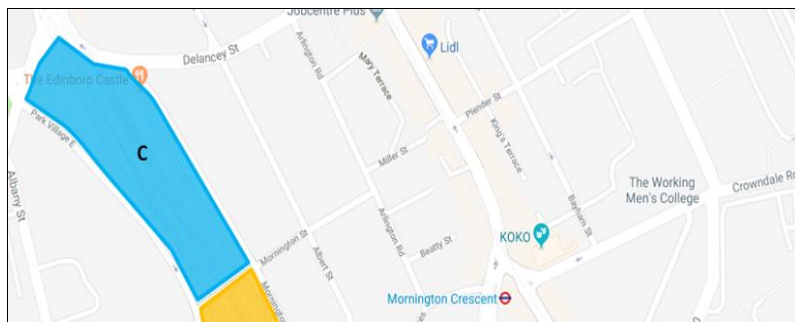 Jobcentre Plus
Delancey St
Arlington Rd
Lidl
The Edinboro Castle
Mary Terrace
Plender St
Park Village E
C
King's Terrace
Miller St
Albany St
The Working
Men's College
Crowndale Rd
Bayham St
Arlington Rd
KOKO
Mornington St
Albert St
Beatty St
Mornington
Mornington Crescent